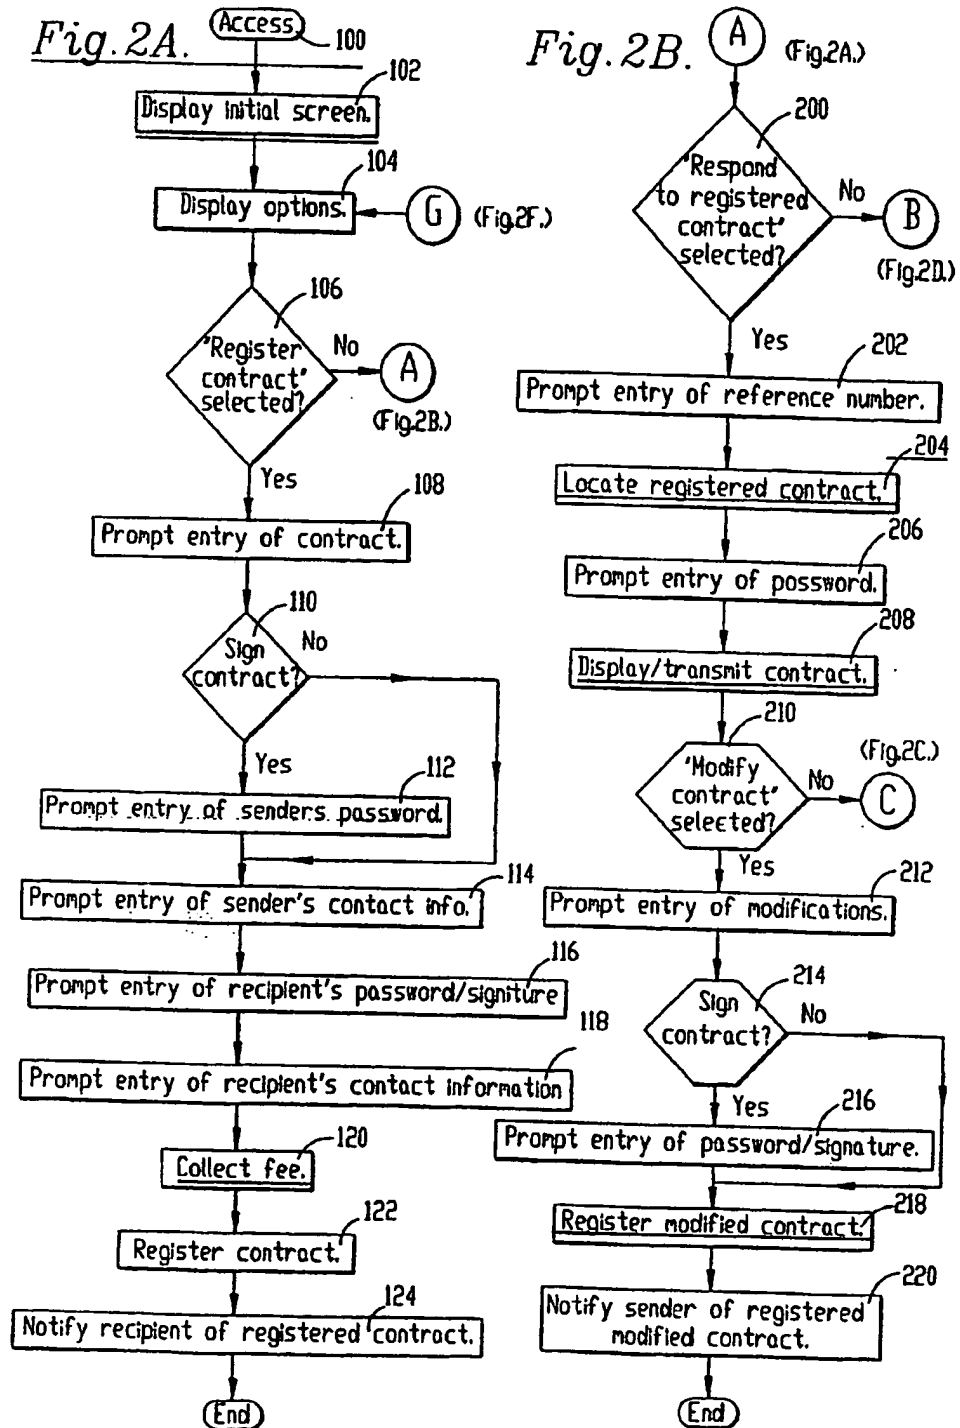 Fig. 2A.
Access.
100
102
Display initial screen.
104
Display options.
G
(Fig.2F.)
106
'Register
contract'
selected?
No
A
(Fig.2B.)
Yes
108
Prompt entry of contract.
110
Sign
contract?
No
Yes
112
Prompt entry of senders password.
114
Prompt entry of sender's contact info.
116
Prompt entry of recipient's password/signiture
118
Prompt entry of recipient's contact information
120
Collect fee.
122
Register contract.
124
Notify recipient of registered contract.
End
Fig. 2B.
A
(Fig.2A.)
200
'Respond
to registered
contract'
selected?
No
B
(Fig.2D.)
Yes
202
Prompt entry of reference number.
204
Locate registered contract.
206
Prompt entry of password.
208
Display/transmit contract.
210
'Modify
contract'
selected?
No
(Fig.2C.)
C
Yes
212
Prompt entry of modifications.
214
Sign
contract?
No
Yes
216
Prompt entry of password/signature.
218
Register modified contract.
220
Notify sender of registered
modified contract.
End